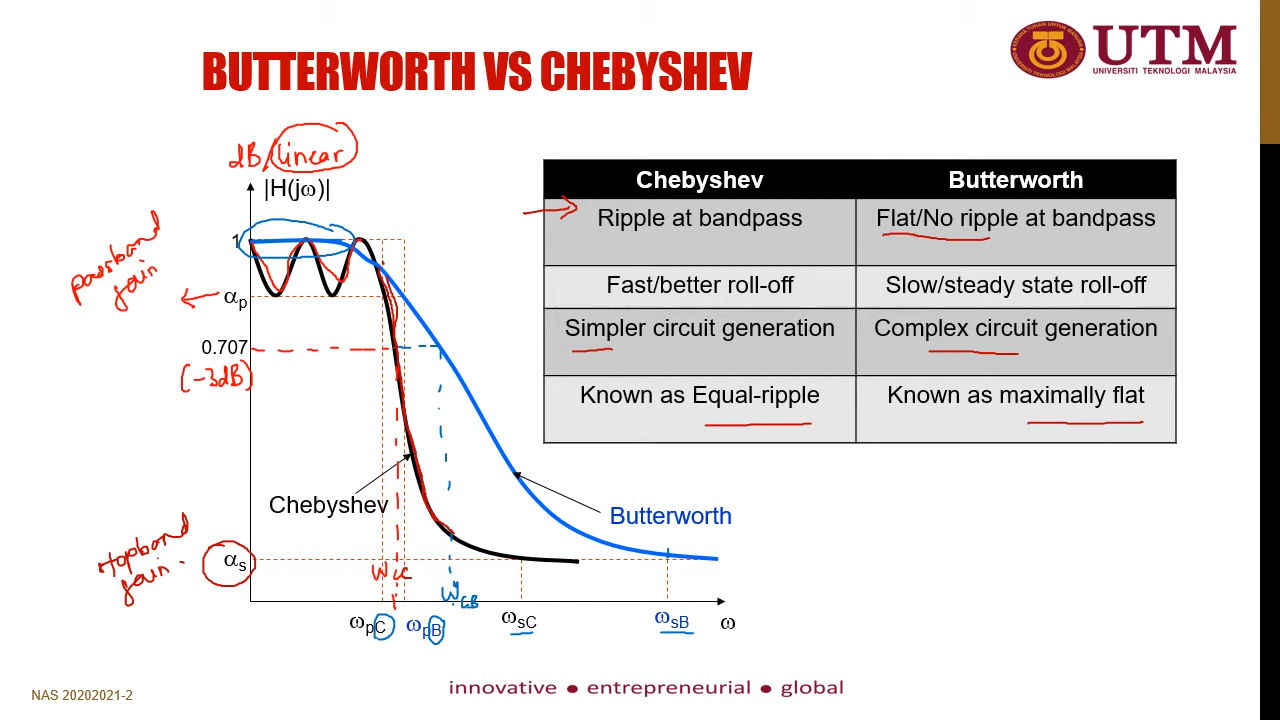 BUTTERWORTH VS CHEBYSHEV
UTM
UNIVERSITI TEKNOLOGI MALAYSIA
dB/linear
|H(jω)|
1
passband
gain
αp
0.707
(-3dB)
Chebyshev
Butterworth
stopband
gain
αs
ωcc
ωcB
ωpC
ωpB
ωsC
ωsB
ω
Chebyshev Butterworth
Ripple at bandpass Flat/No ripple at bandpass
Fast/better roll-off Slow/steady state roll-off
Simpler circuit generation Complex circuit generation
Known as Equal-ripple Known as maximally flat
NAS 20202021-2
innovative ● entrepreneurial ● global